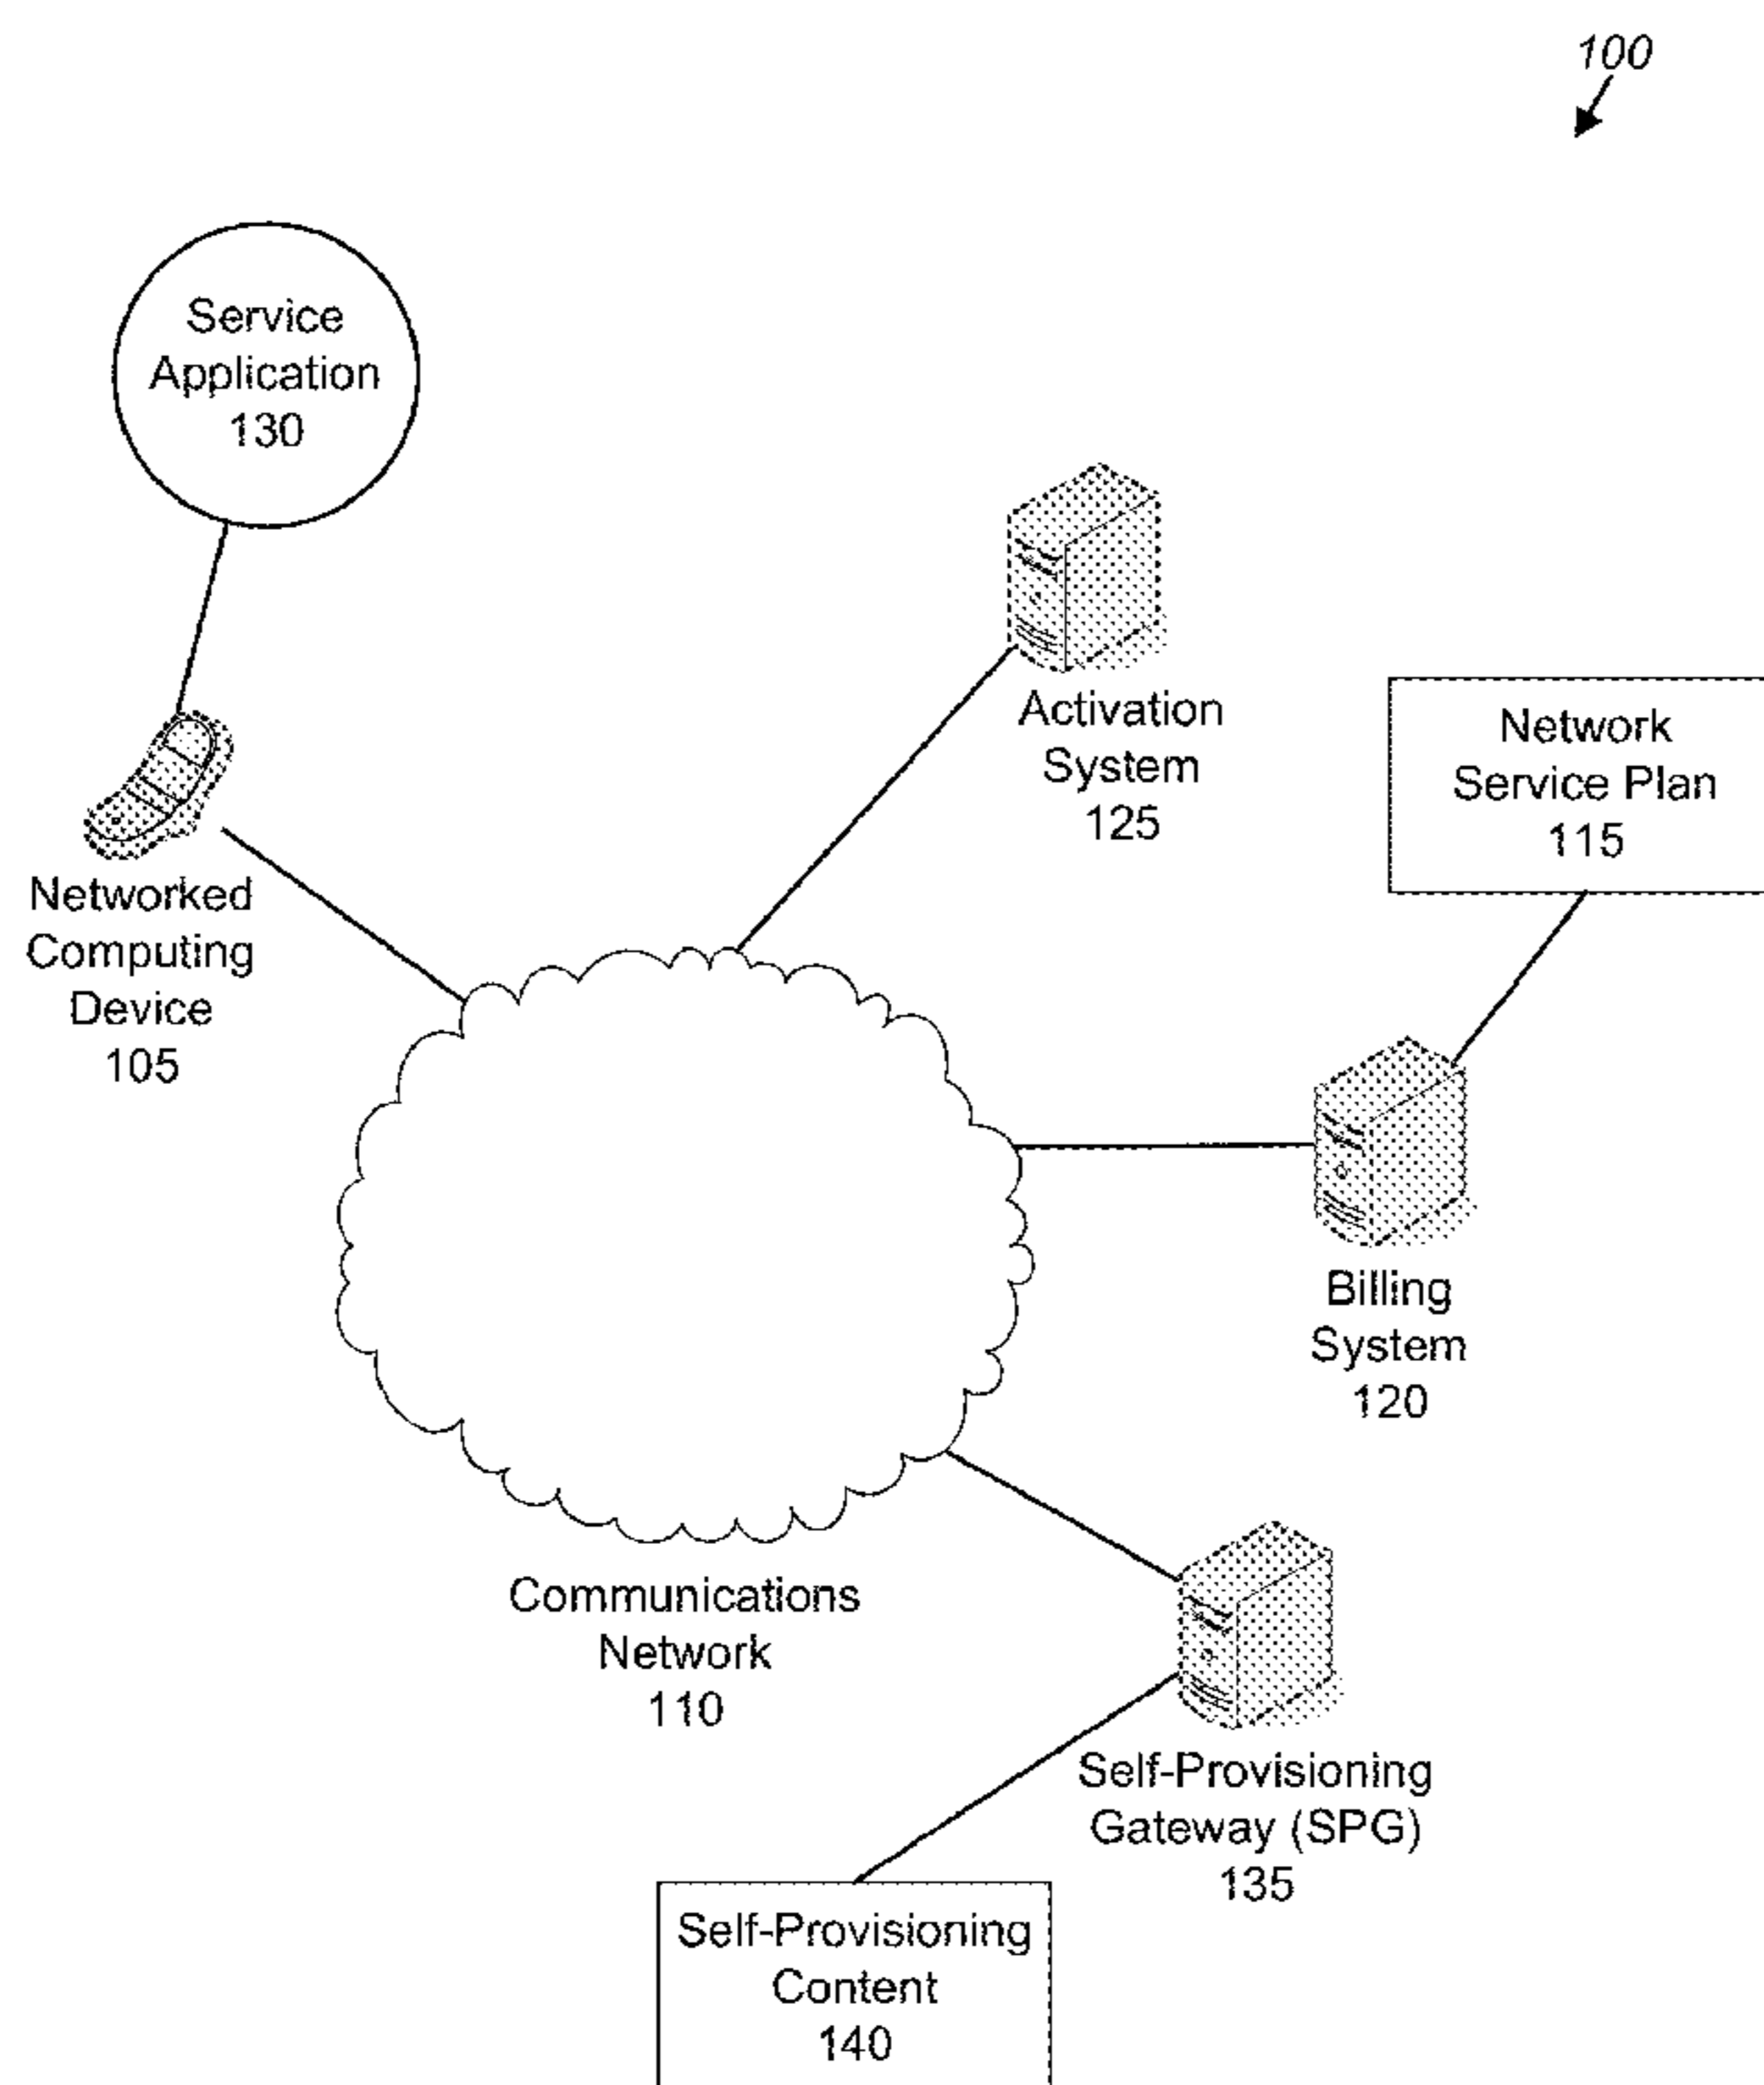 100
Service
Application
130
Activation
System
125
Network
Service Plan
115
Networked
Computing
Device
105
Billing
System
120
Communications
Network
110
Self-Provisioning
Gateway (SPG)
135
Self-Provisioning
Content
140